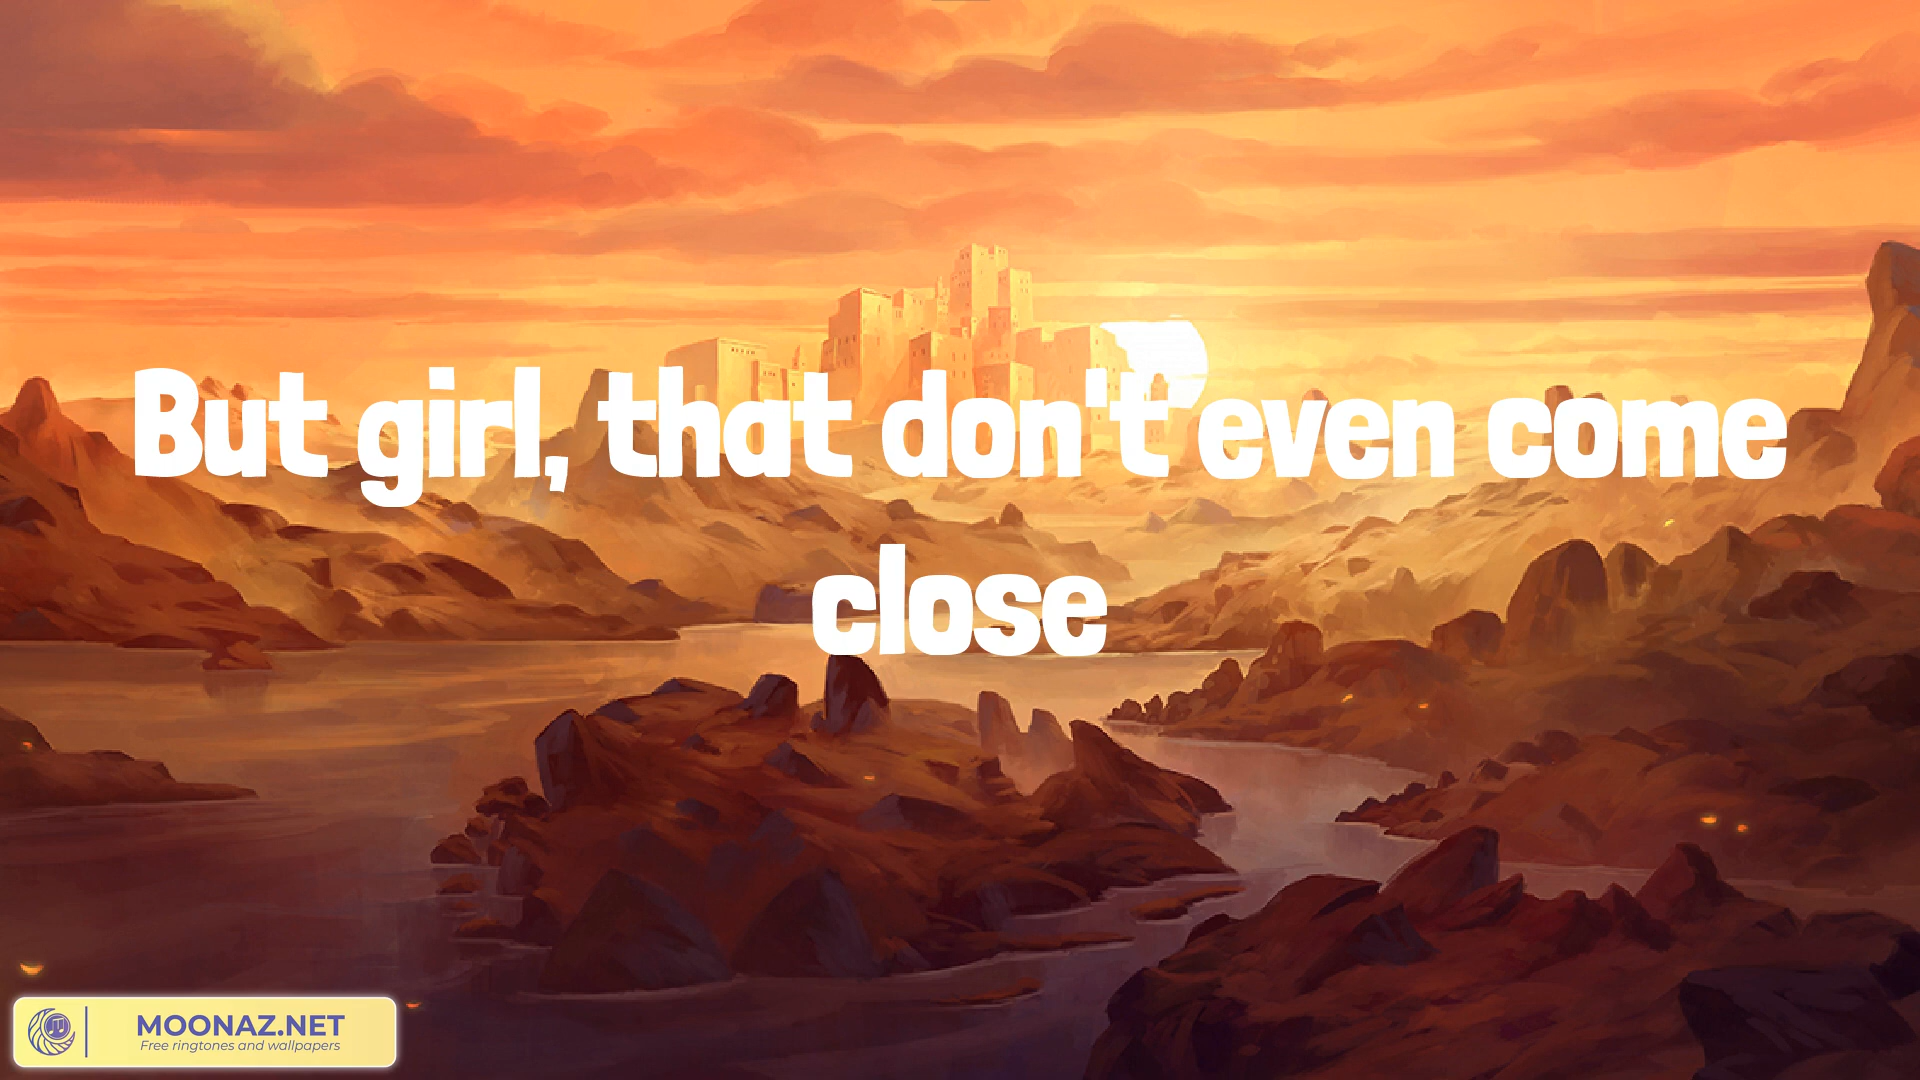 But girl, that don't even come
close
MOONAZ.NET
Free ringtones and wallpapers